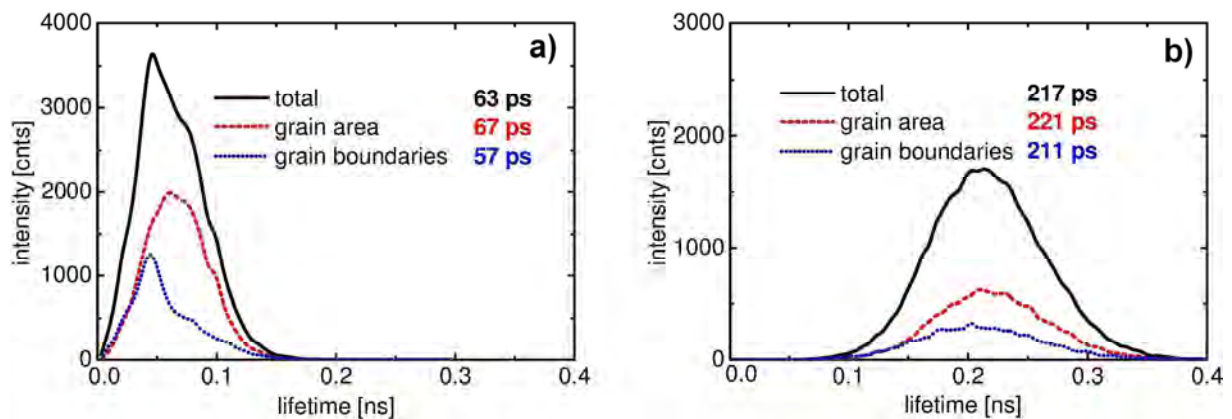 4000
3000
2000
1000
0
intensity [cnts]
a)
total 63 ps
grain area 67 ps
grain boundaries 57 ps
0.0 0.1 0.2 0.3 0.4
lifetime [ns]
3000
2000
1000
0
intensity [cnts]
b)
total 217 ps
grain area 221 ps
grain boundaries 211 ps
0.0 0.1 0.2 0.3 0.4
lifetime [ns]